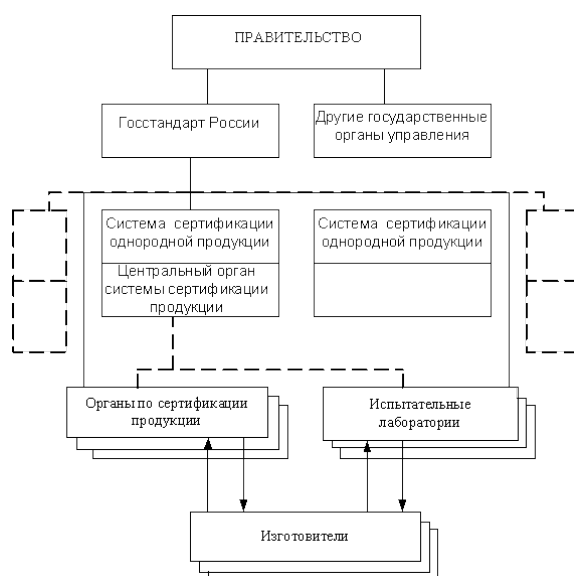 ПРАВИТЕЛЬСТВО
Госстандарт России
Другие государственные
органы управления
Система сертификации
однородной продукции
Центральный орган
системы сертификации
продукции
Система сертификации
однородной продукции
Органы по сертификации
продукции
Испытательные
лаборатории
Изготовители